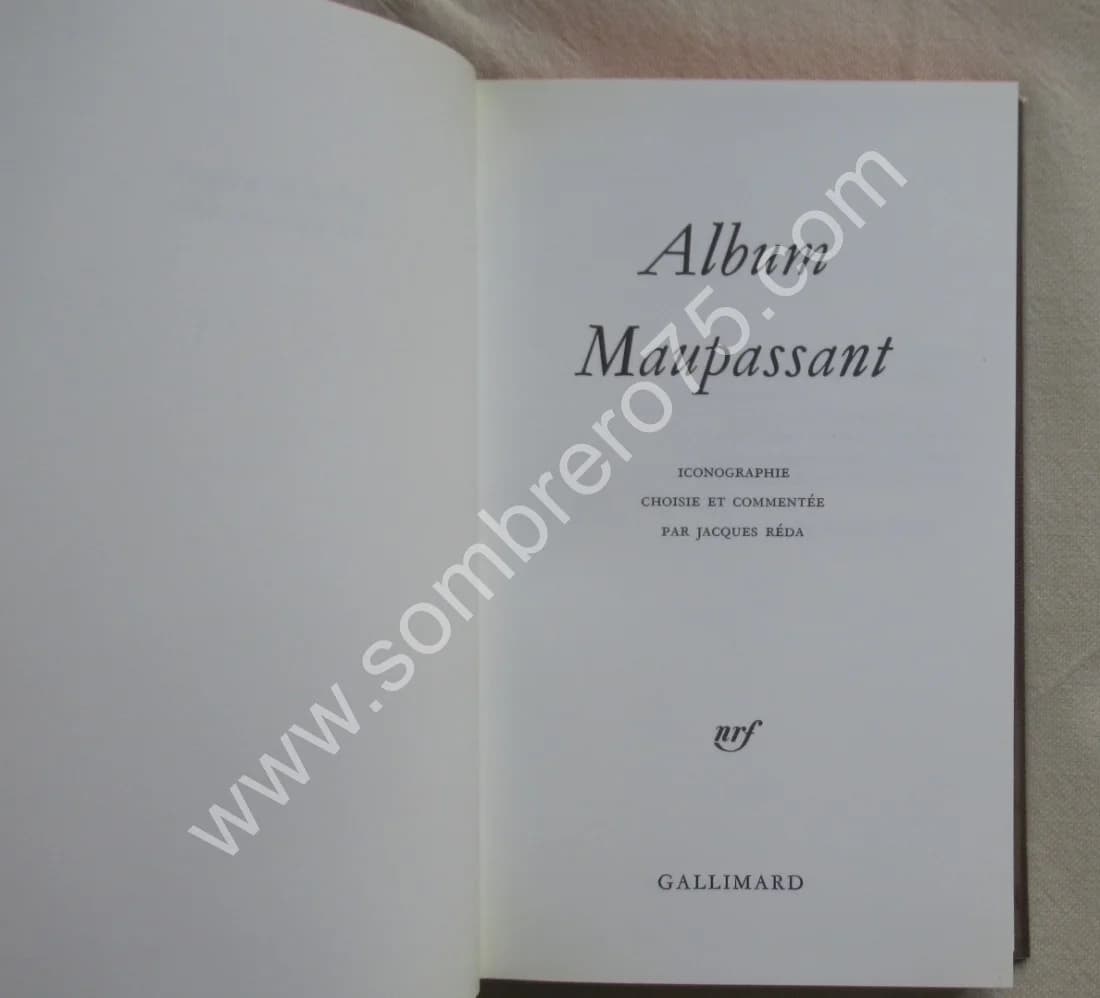 Album
Maupassant
ICONOGRAPHIE
CHOISIE ET COMMENTÉE
PAR JACQUES RÉDA
nrf
GALLIMARD
www.sombrero75.com